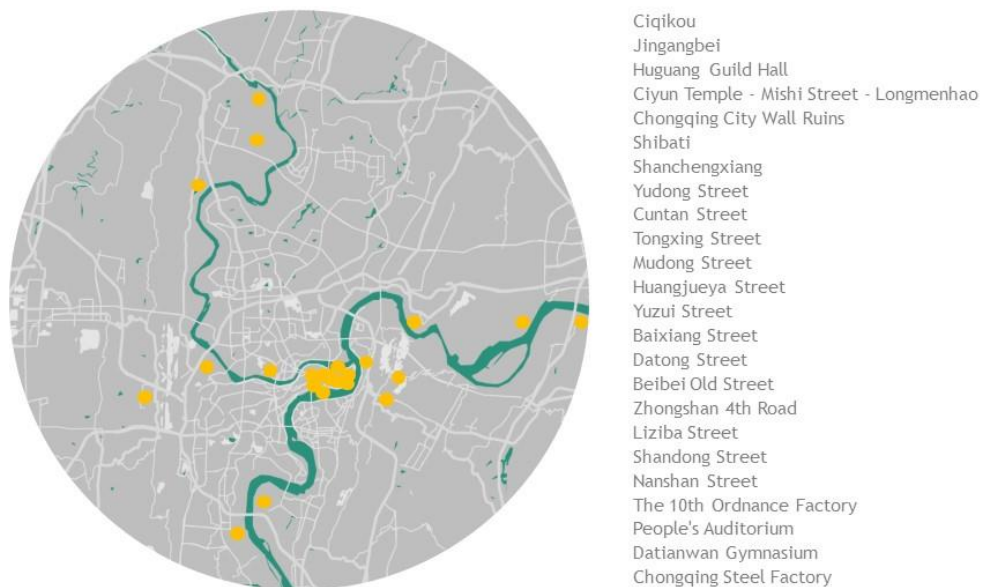 Ciqikou
Jingangbei
Huguang Guild Hall
Ciyun Temple - Mishi Street - Longmenhao
Chongqing City Wall Ruins
Shibati
Shanchengxiang
Yudong Street
Cuntan Street
Tongxing Street
Mudong Street
Huangjueya Street
Yuzui Street
Baixiang Street
Datong Street
Beibei Old Street
Zhongshan 4th Road
Liziba Street
Shandong Street
Nanshan Street
The 10th Ordnance Factory
People's Auditorium
Datianwan Gymnasium
Chongqing Steel Factory